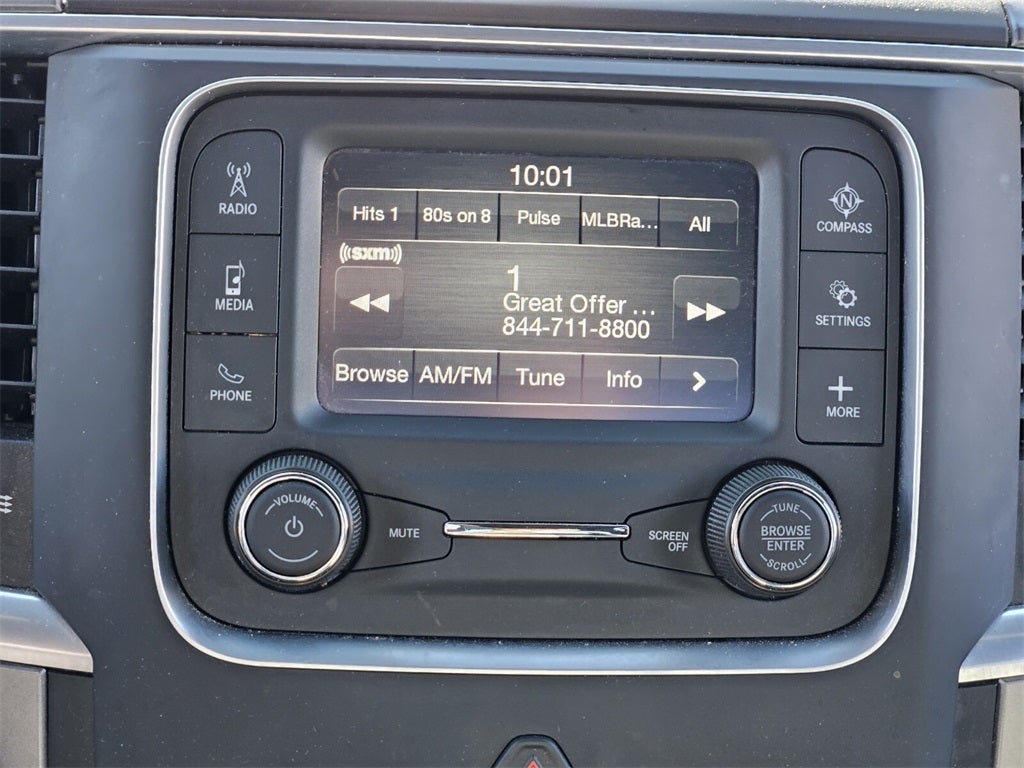 10:01
Hits 1 80s on 8 Pulse MLBRa... All
((sxm))
1
Great Offer ...
844-711-8800
Browse AM/FM Tune Info
RADIO
MEDIA
PHONE
N
COMPASS
SETTINGS
MORE
VOLUME
MUTE
SCREEN
OFF
TUNE
BROWSE
ENTER
SCROLL